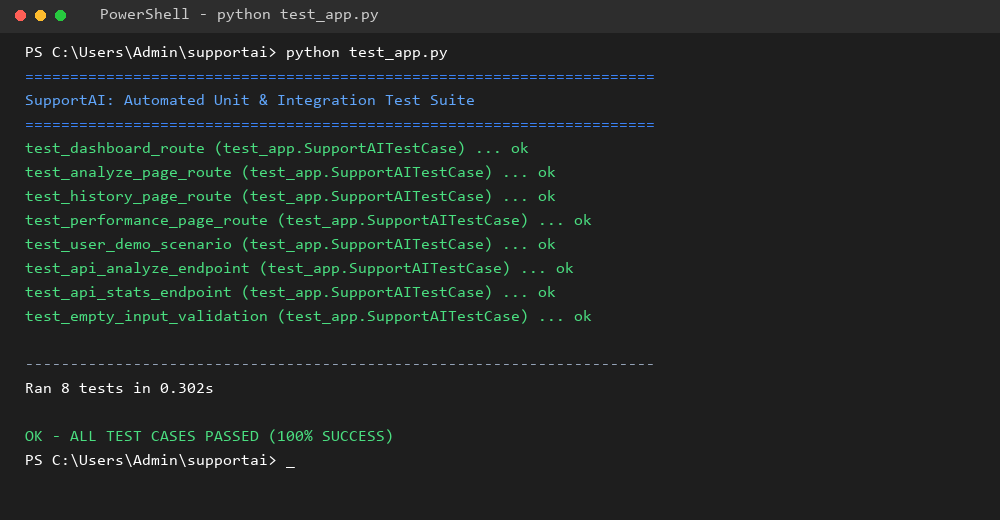 PowerShell - python test_app.py
PS C:\Users\Admin\supportai> python test_app.py
======================================================================
SupportAI: Automated Unit & Integration Test Suite
======================================================================
test_dashboard_route (test_app.SupportAITestCase) ... ok
test_analyze_page_route (test_app.SupportAITestCase) ... ok
test_history_page_route (test_app.SupportAITestCase) ... ok
test_performance_page_route (test_app.SupportAITestCase) ... ok
test_user_demo_scenario (test_app.SupportAITestCase) ... ok
test_api_analyze_endpoint (test_app.SupportAITestCase) ... ok
test_api_stats_endpoint (test_app.SupportAITestCase) ... ok
test_empty_input_validation (test_app.SupportAITestCase) ... ok
----------------------------------------------------------------------
Ran 8 tests in 0.302s
OK - ALL TEST CASES PASSED (100% SUCCESS)
PS C:\Users\Admin\supportai> _